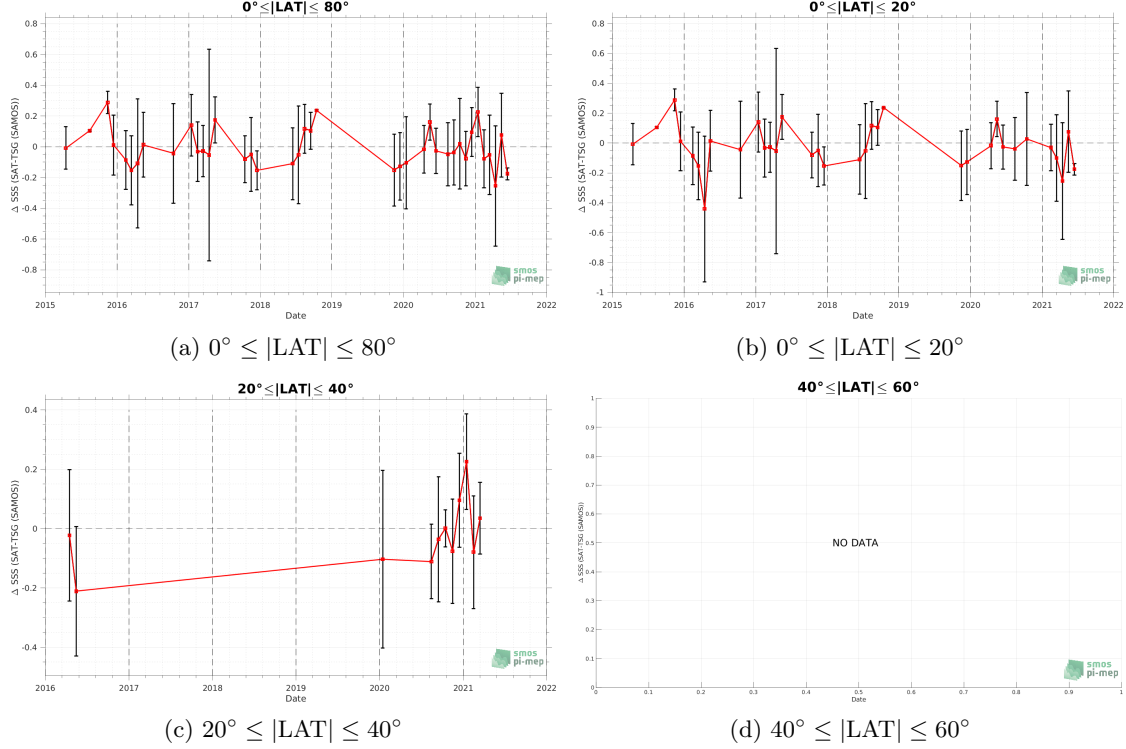 0°≤|LAT|≤ 80°
0.8
0.6
0.4
0.2
0
-0.2
-0.4
-0.6
-0.8
Δ SSS (SAT-TSG (SAMOS))
2015 2016 2017 2018 2019 2020 2021 2022
Date
smos
pi-mep
(a) 0° ≤ |LAT| ≤ 80°
0°≤|LAT|≤ 20°
0.8
0.6
0.4
0.2
0
-0.2
-0.4
-0.6
-0.8
-1
Δ SSS (SAT-TSG (SAMOS))
2015 2016 2017 2018 2019 2020 2021 2022
Date
smos
pi-mep
(b) 0° ≤ |LAT| ≤ 20°
20°≤|LAT|≤ 40°
0.4
0.2
0
-0.2
-0.4
Δ SSS (SAT-TSG (SAMOS))
2016 2017 2018 2019 2020 2021 2022
Date
smos
pi-mep
(c) 20° ≤ |LAT| ≤ 40°
40°≤|LAT|≤ 60°
1
0.9
0.8
0.7
0.6
0.5
0.4
0.3
0.2
0.1
0
Δ SSS (SAT-TSG (SAMOS))
NO DATA
0 0.1 0.2 0.3 0.4 0.5 0.6 0.7 0.8 0.9 1
Date
smos
pi-mep
(d) 40° ≤ |LAT| ≤ 60°